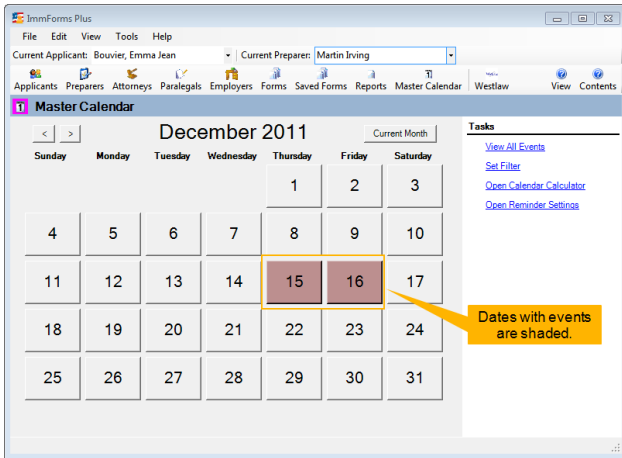 ImmForms Plus
File Edit View Tools Help
Current Applicant: Bouvier, Emma Jean Current Preparer: Martin Irving
Applicants Preparers Attorneys Paralegals Employers Forms Saved Forms Reports Master Calendar Westlaw View Contents
1 Master Calendar
< > December 2011 Current Month
Sunday Monday Tuesday Wednesday Thursday Friday Saturday
1 2 3
4 5 6 7 8 9 10
11 12 13 14 15 16 17
18 19 20 21 22 23 24
25 26 27 28 29 30 31
Tasks
View All Events
Set Filter
Open Calendar Calculator
Open Reminder Settings
Dates with events
are shaded.